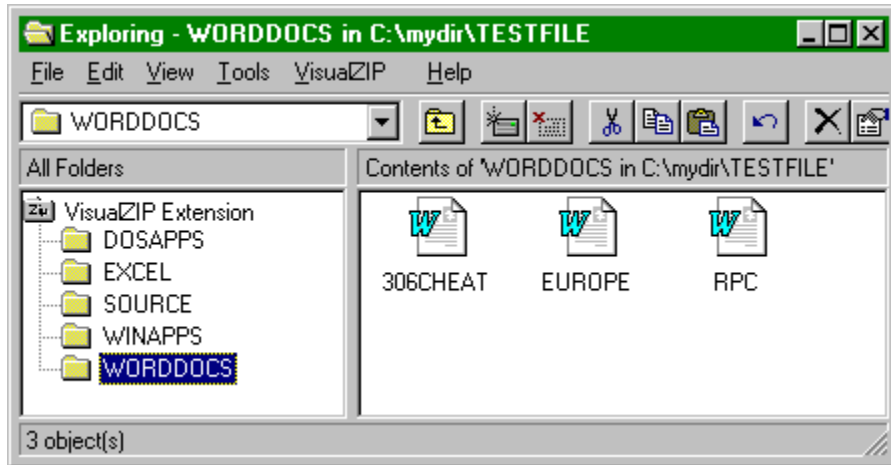 Exploring - WORDDOCS in C:\mydir\TESTFILE
File Edit View Tools VisualZIP Help
WORDDOCS
All Folders
Contents of 'WORDDOCS in C:\mydir\TESTFILE'
VisualZIP Extension
DOSAPPS
EXCEL
SOURCE
WINAPPS
WORDDOCS
306CHEAT EUROPE RPC
3 object(s)